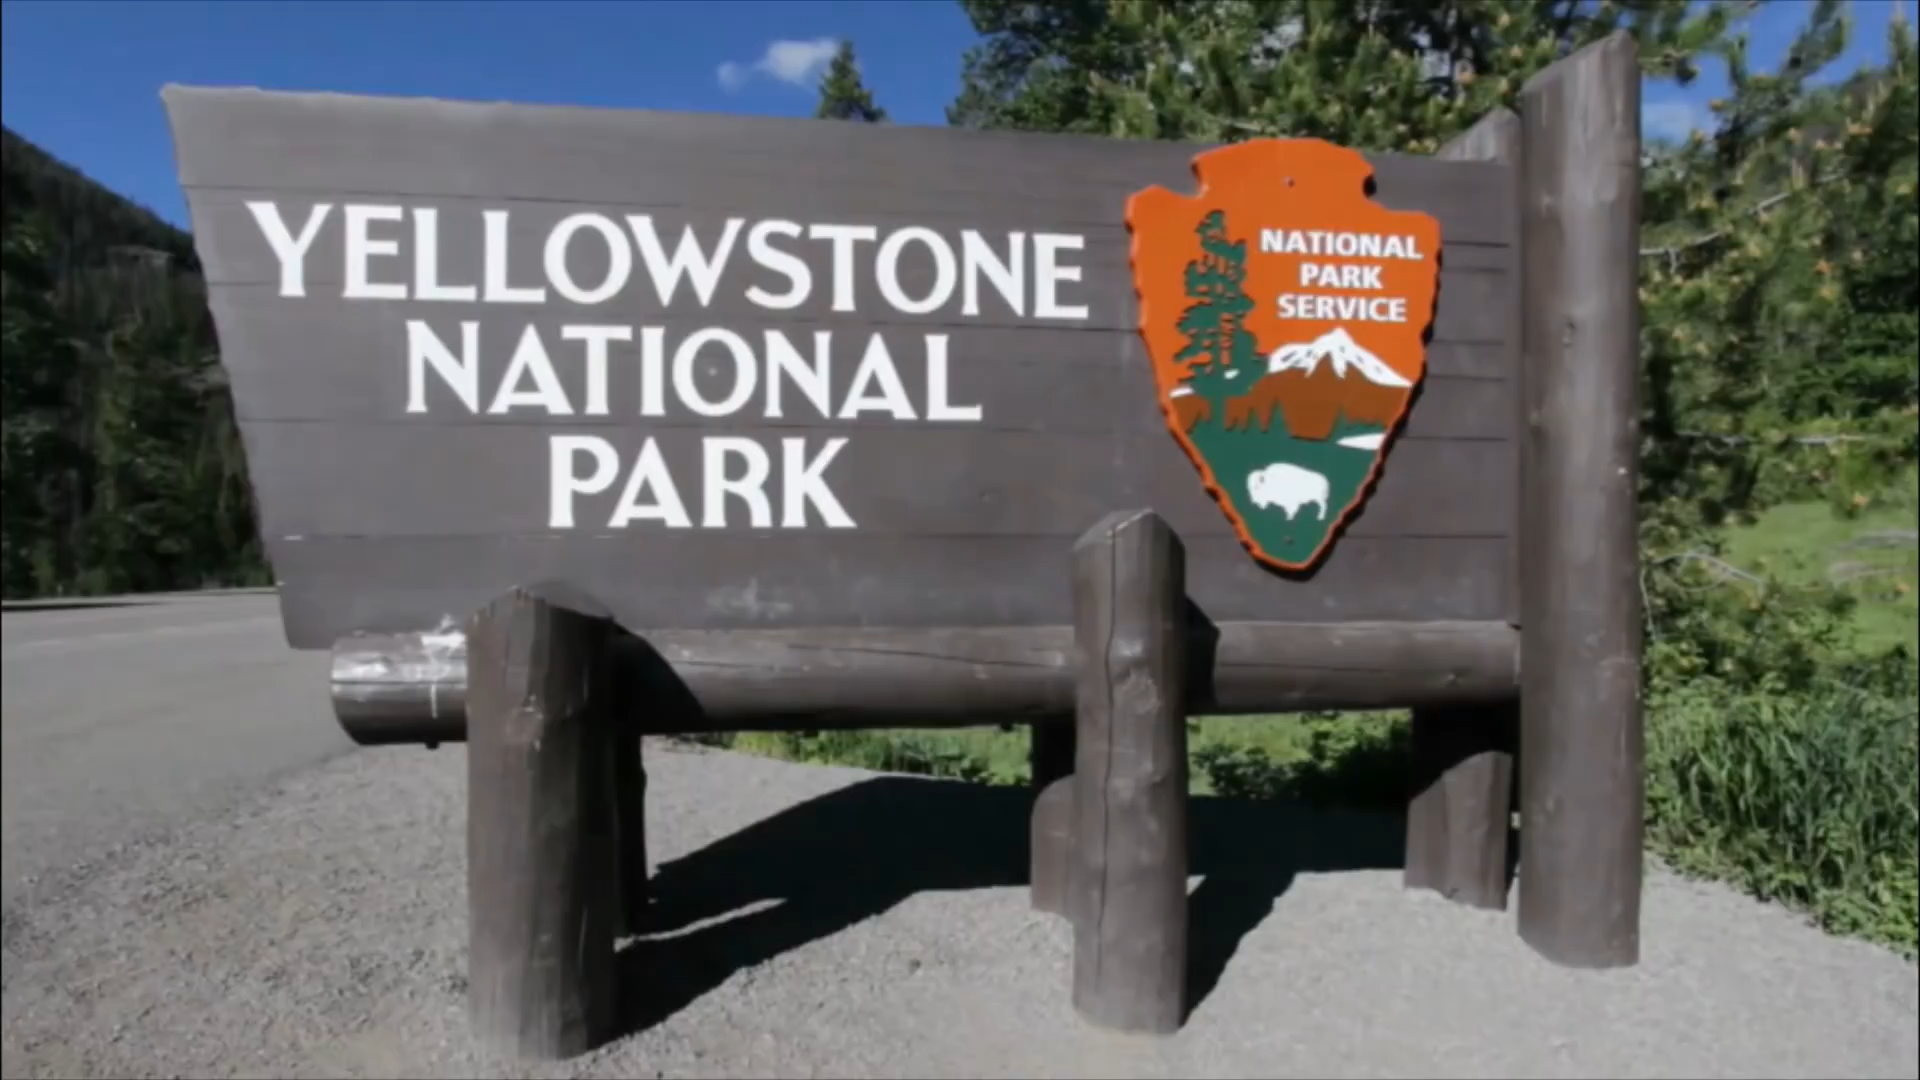 YELLOWSTONE
NATIONAL
PARK
NATIONAL
PARK
SERVICE